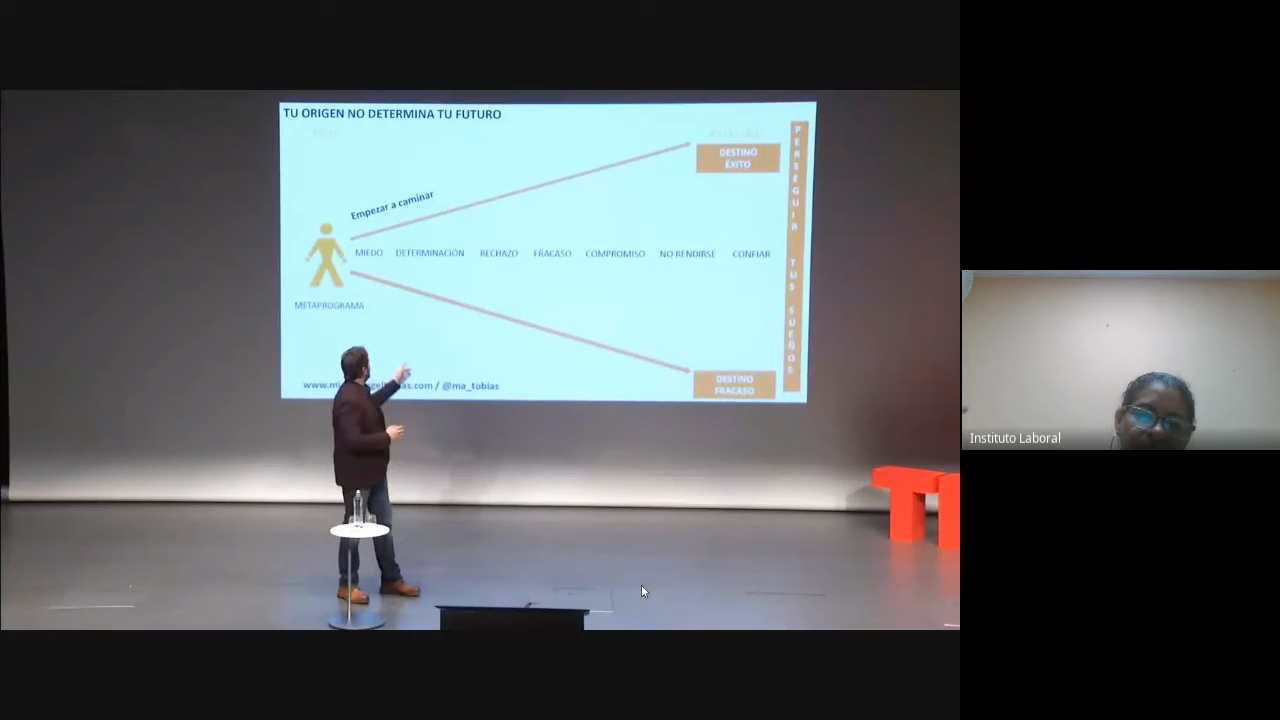 TU ORIGEN NO DETERMINA TU FUTURO
DESTINO
ÉXITO
Empezar a caminar
MIEDO DETERMINACIÓN RECHAZO FRACASO COMPROMISO NO RENDIRSE CONFIAR
METAPROGRAMA
DESTINO
FRACASO
/ @ma_tobias
PERSEGUIR TUS SUEÑOS
Instituto Laboral